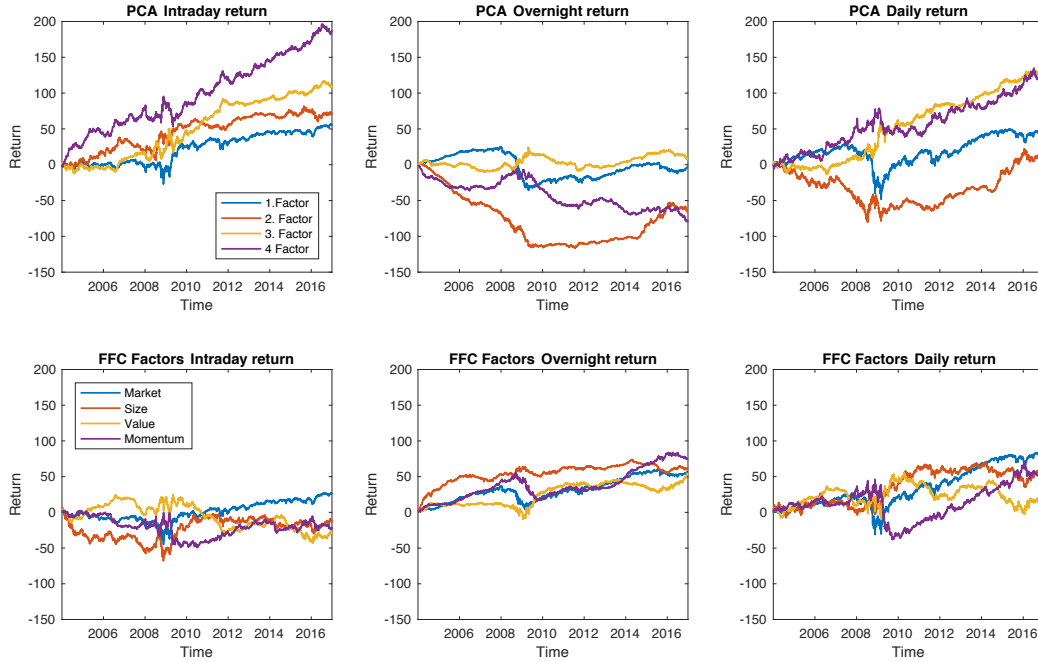 PCA Intraday return
200
150
100
50
0
-50
-100
-150
Return
2006 2008 2010 2012 2014 2016
Time
1.Factor
2. Factor
3. Factor
4 Factor
PCA Overnight return
200
150
100
50
0
-50
-100
-150
Return
2006 2008 2010 2012 2014 2016
Time
PCA Daily return
200
150
100
50
0
-50
-100
-150
Return
2006 2008 2010 2012 2014 2016
Time
FFC Factors Intraday return
200
150
100
50
0
-50
-100
-150
Return
2006 2008 2010 2012 2014 2016
Time
Market
Size
Value
Momentum
FFC Factors Overnight return
200
150
100
50
0
-50
-100
-150
Return
2006 2008 2010 2012 2014 2016
Time
FFC Factors Daily return
200
150
100
50
0
-50
-100
-150
Return
2006 2008 2010 2012 2014 2016
Time